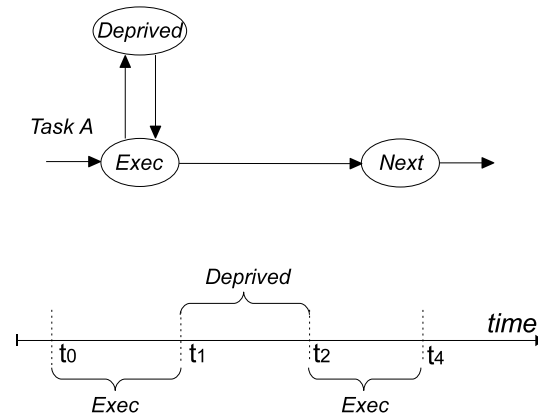 Deprived
Task A
Exec
Next
Deprived
time
t0
t1
t2
t4
Exec
Exec